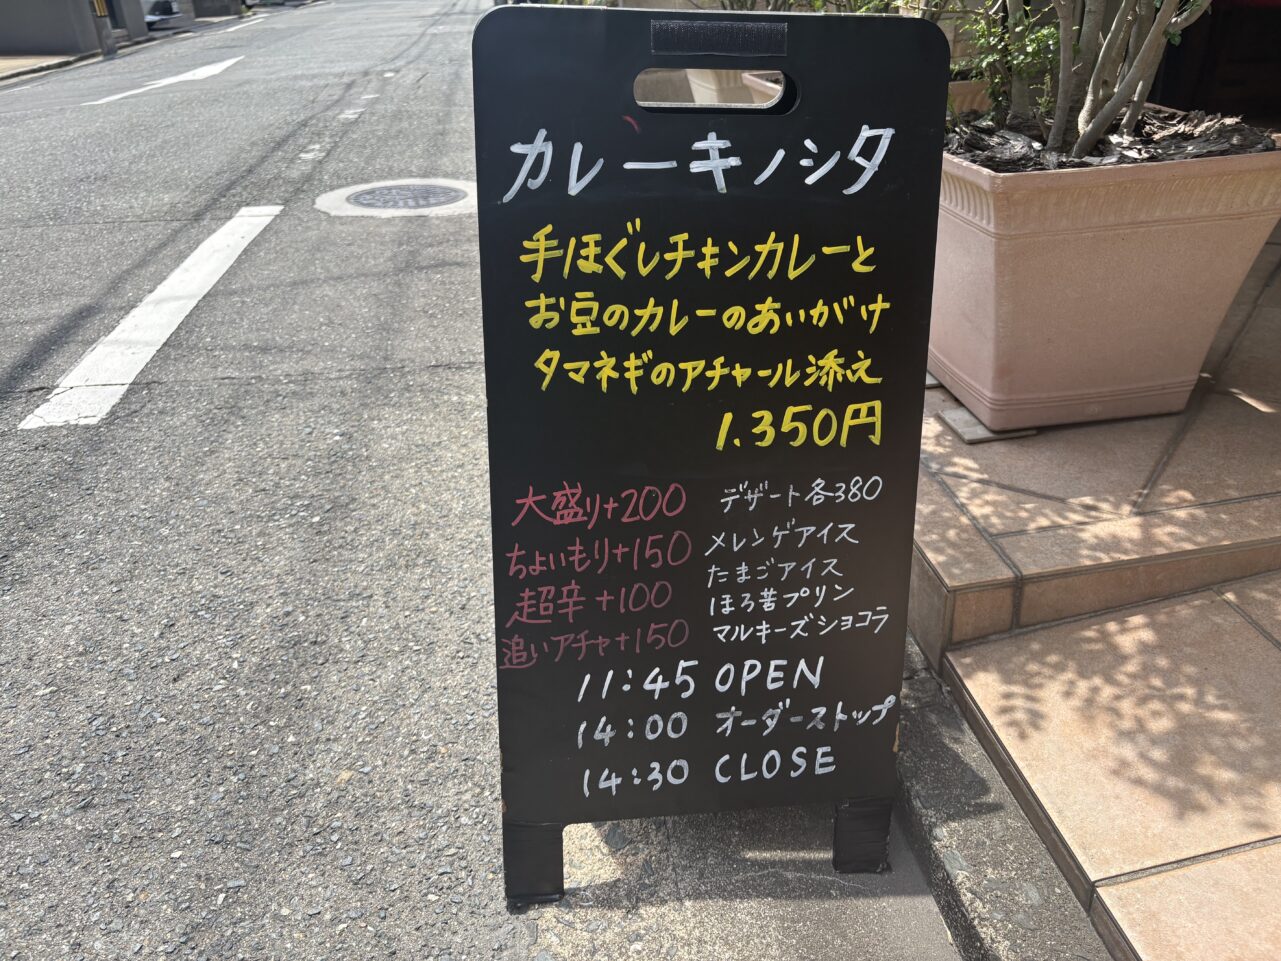 カレーキノシタ
手ほぐしチキンカレーと
お豆のカレーのあいがけ
タマネギのアチャール添え
1.350円
大盛り+200
ちょいもり+150
超辛+100
追いアチャ+150
デザート各380
メレンゲアイス
たまごアイス
ほろ苦プリン
マルキーズショコラ
11:45 OPEN
14:00 オーダーストップ
14:30 CLOSE